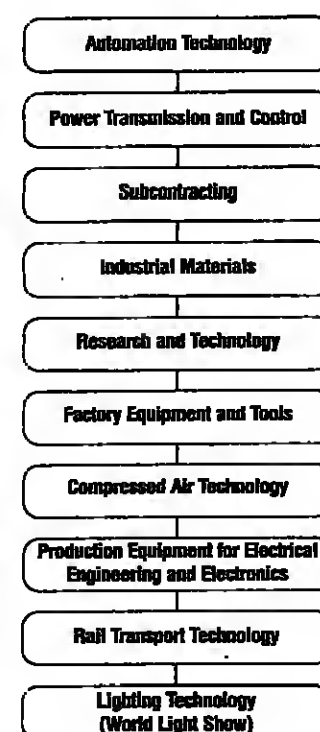 Automation Technology
Power Transmission and Control
Subcontracting
Industrial Materials
Research and Technology
Factory Equipment and Tools
Compressed Air Technology
Production Equipment for Electrical
Engineering and Electronics
Rail Transport Technology
Lighting Technology
(World Light Show)